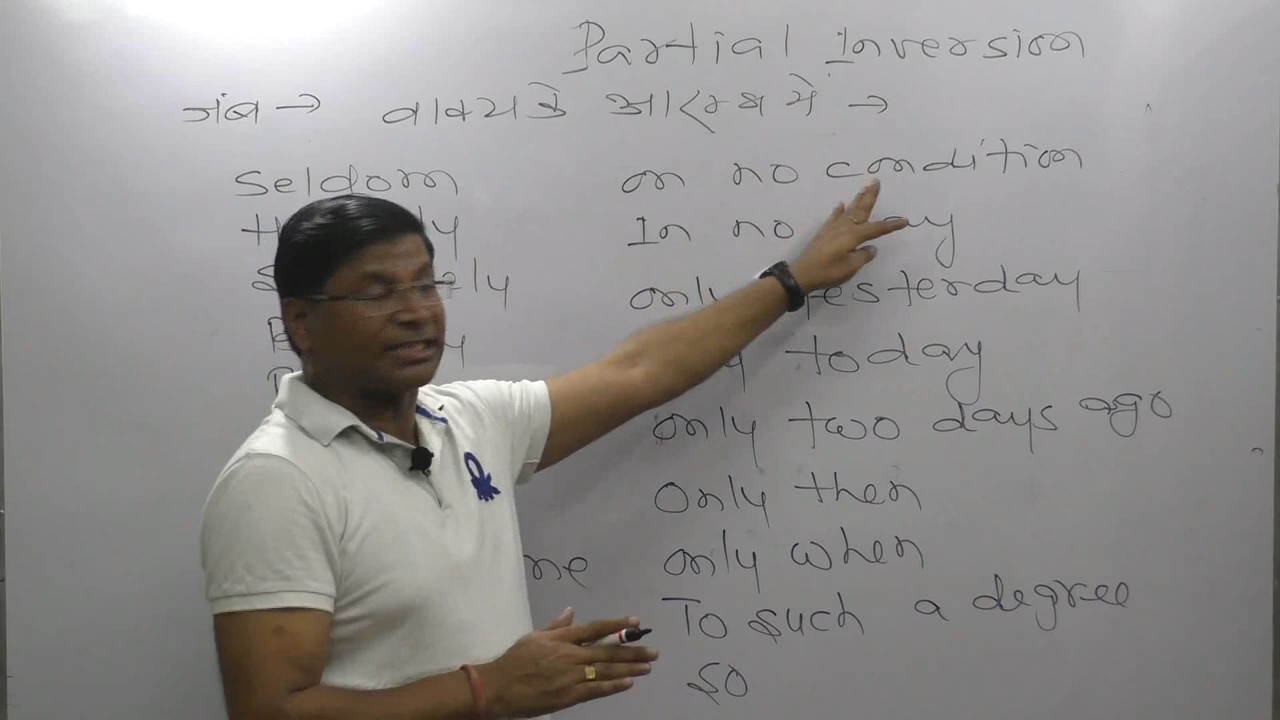 Partial Inversion
जब → वाक्य के आरम्भ में →
Seldom on no condition
In no
only yesterday
today
only two days ago
Only then
only when
To such a degree
so